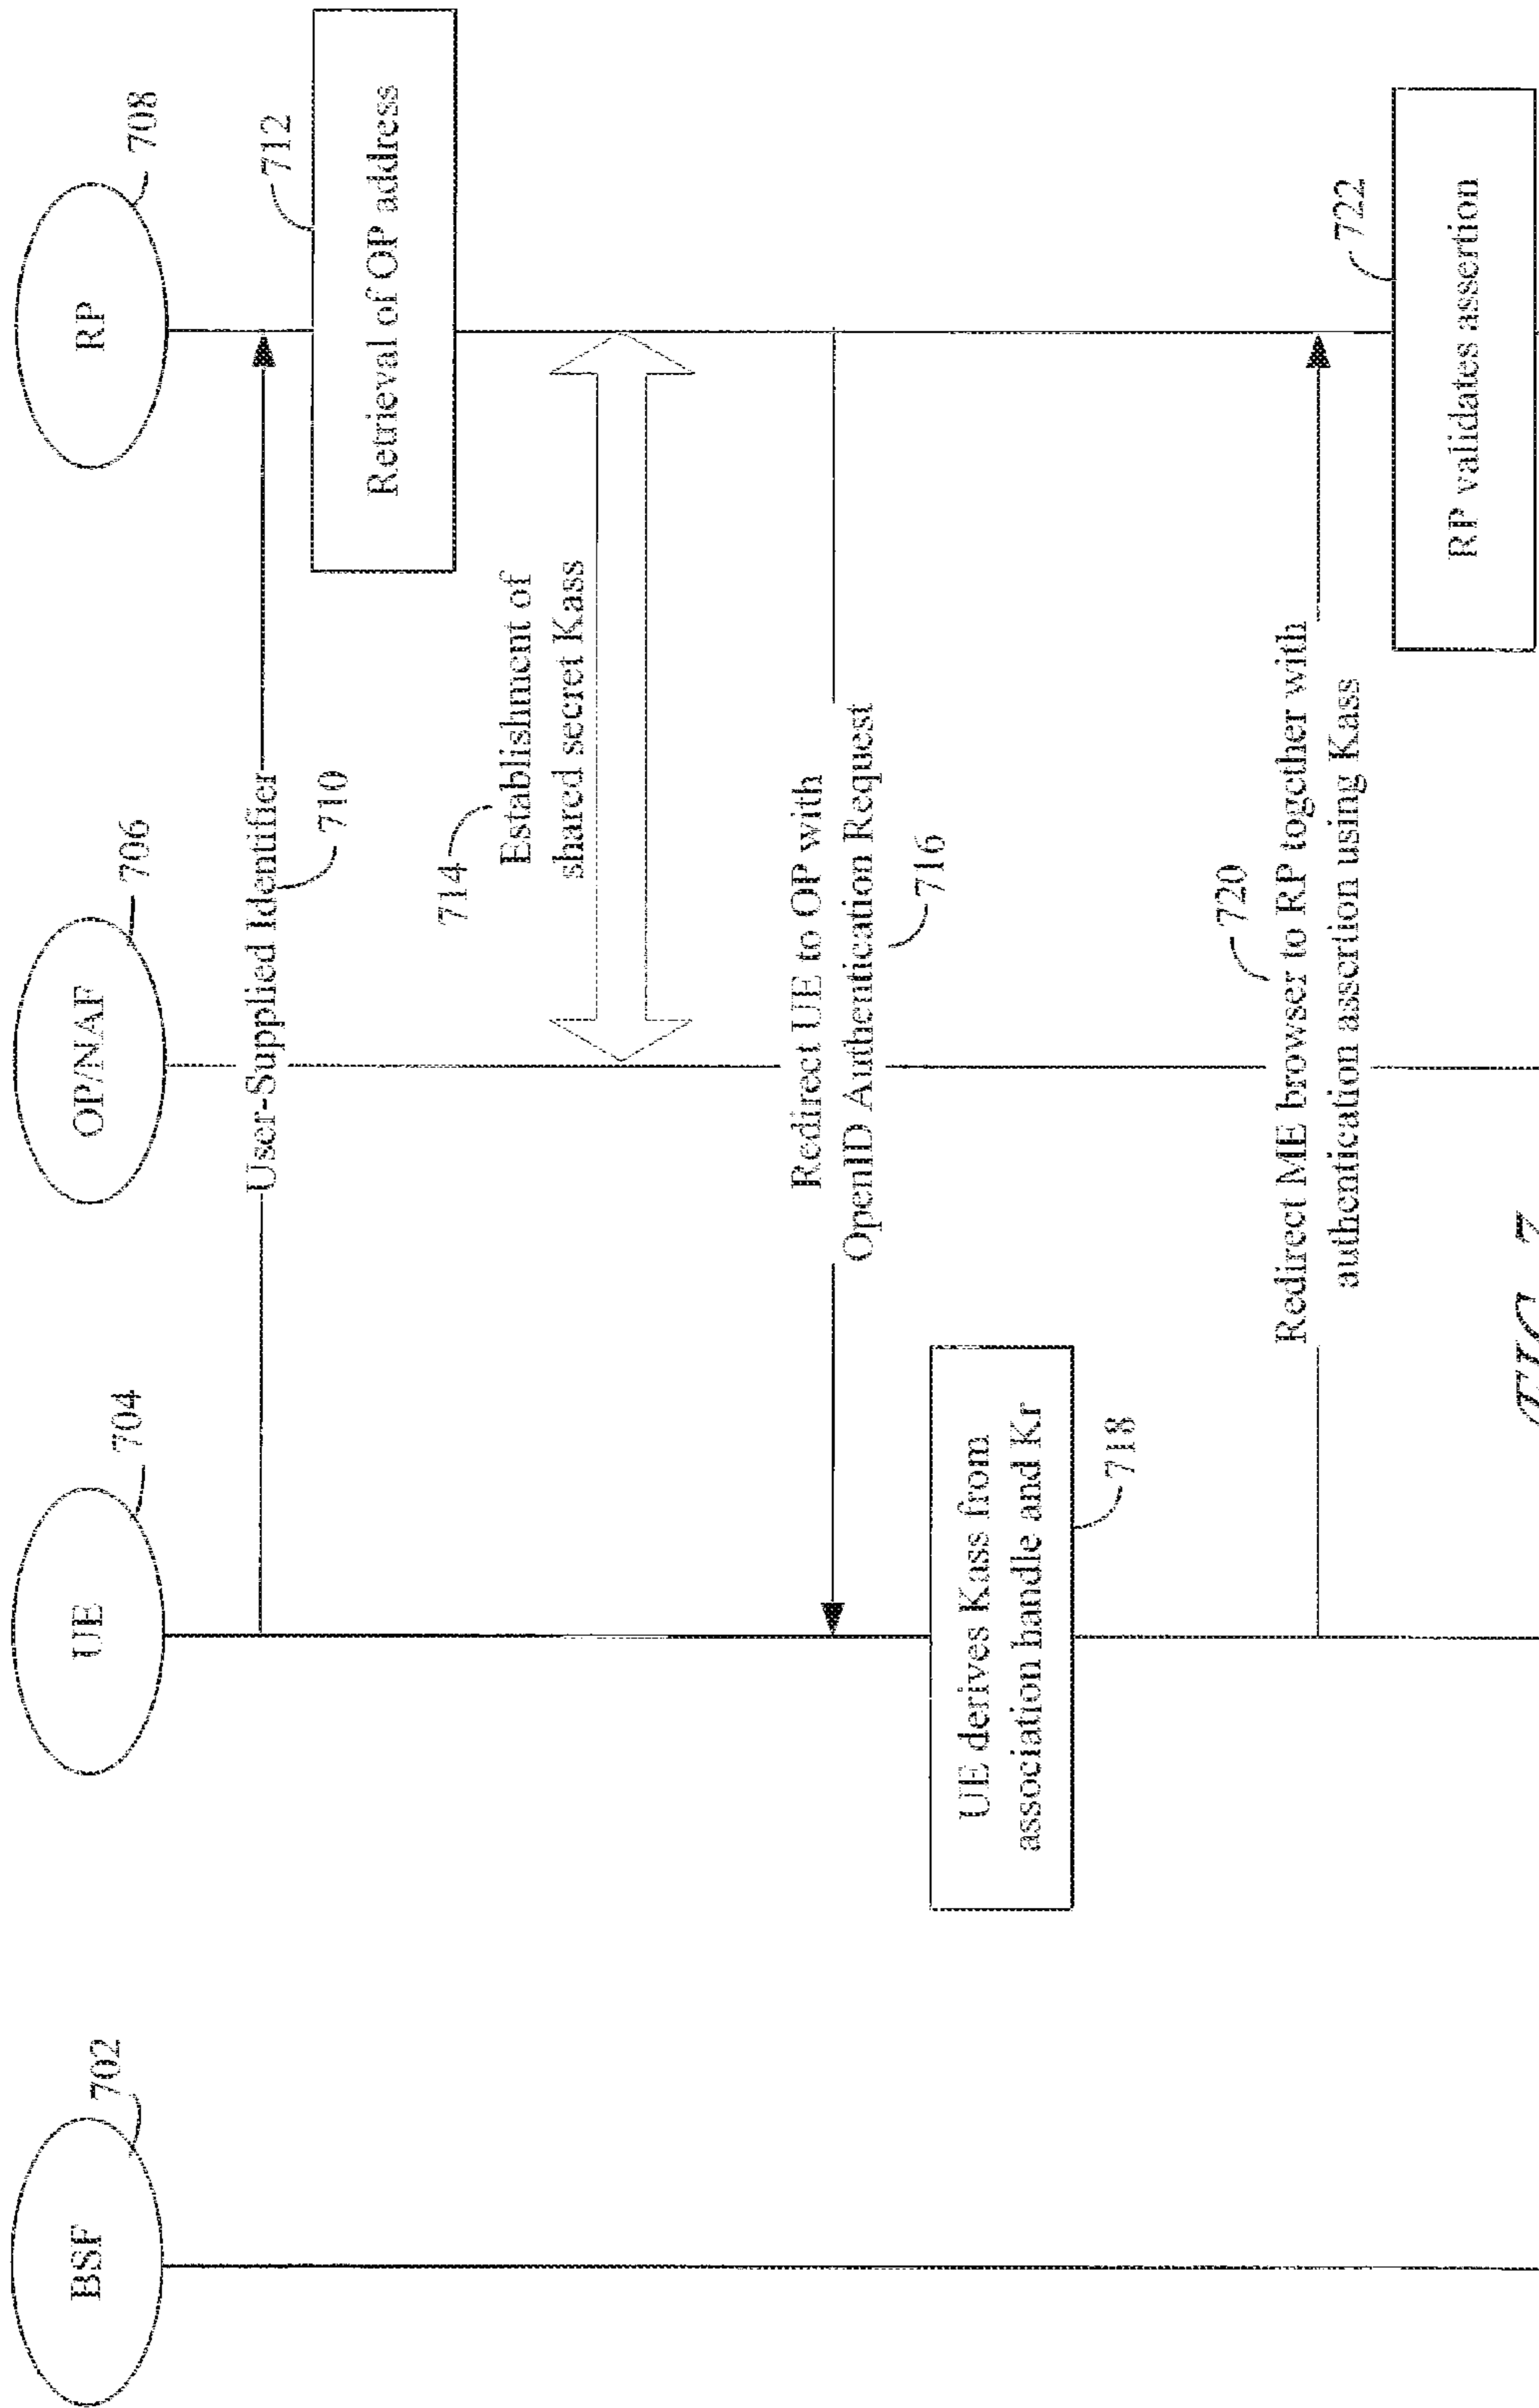 BSF
702
UE
704
OP/NAF
706
RP
708
User-Supplied Identifier
710
712
Retrieval of OP address
714
Establishment of
shared secret Kass
Redirect UE to OP with
OpenID Authentication Request
716
UE derives Kass from
association handle and Kr
718
720
Redirect ME browser to RP together with
authentication assertion using Kass
722
RP validates assertion
FIG. 7